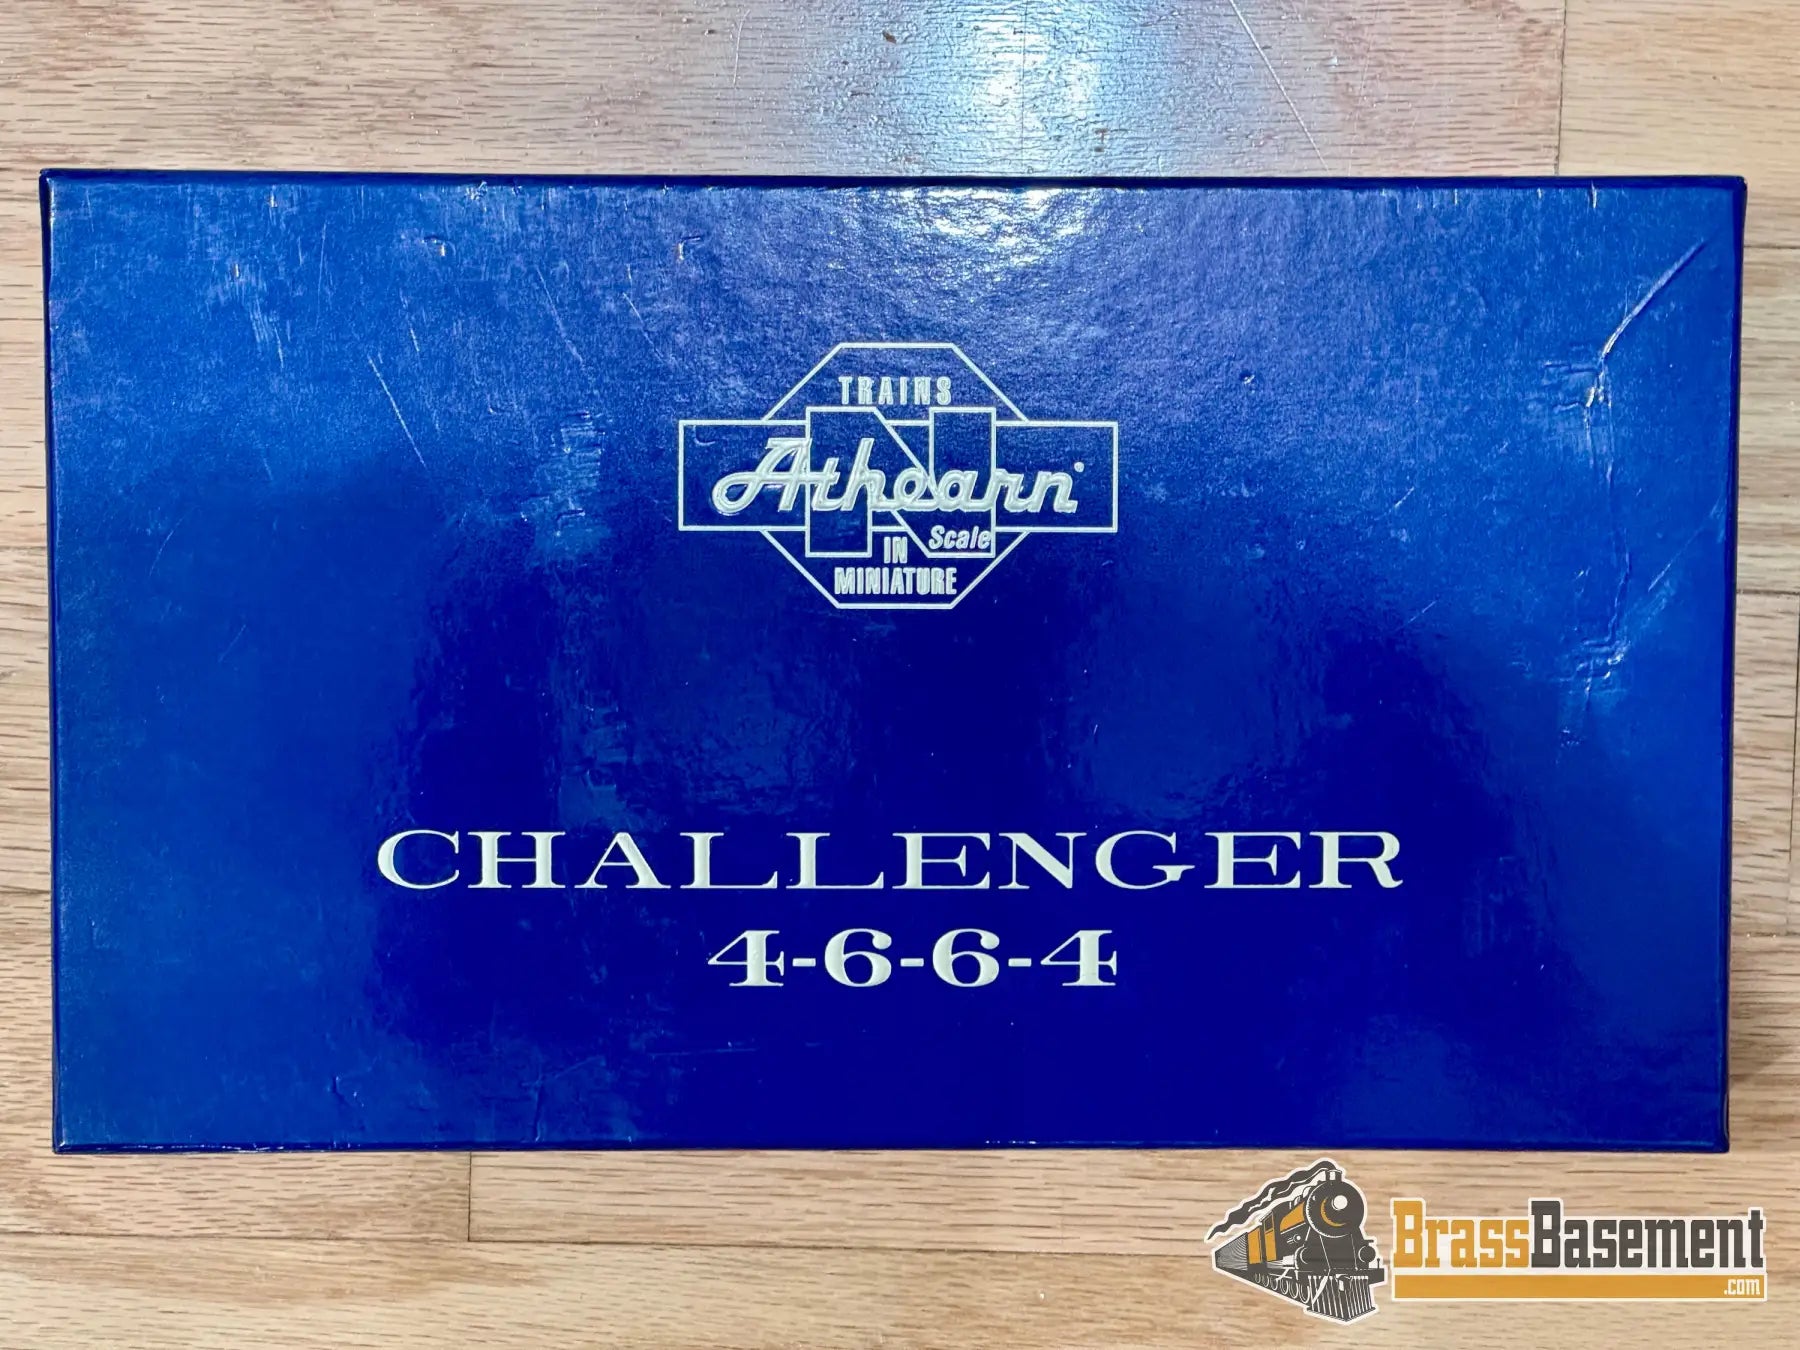 TRAINS
Athearn
N Scale
IN
MINIATURE
CHALLENGER
4-6-6-4
BrassBasement
.com